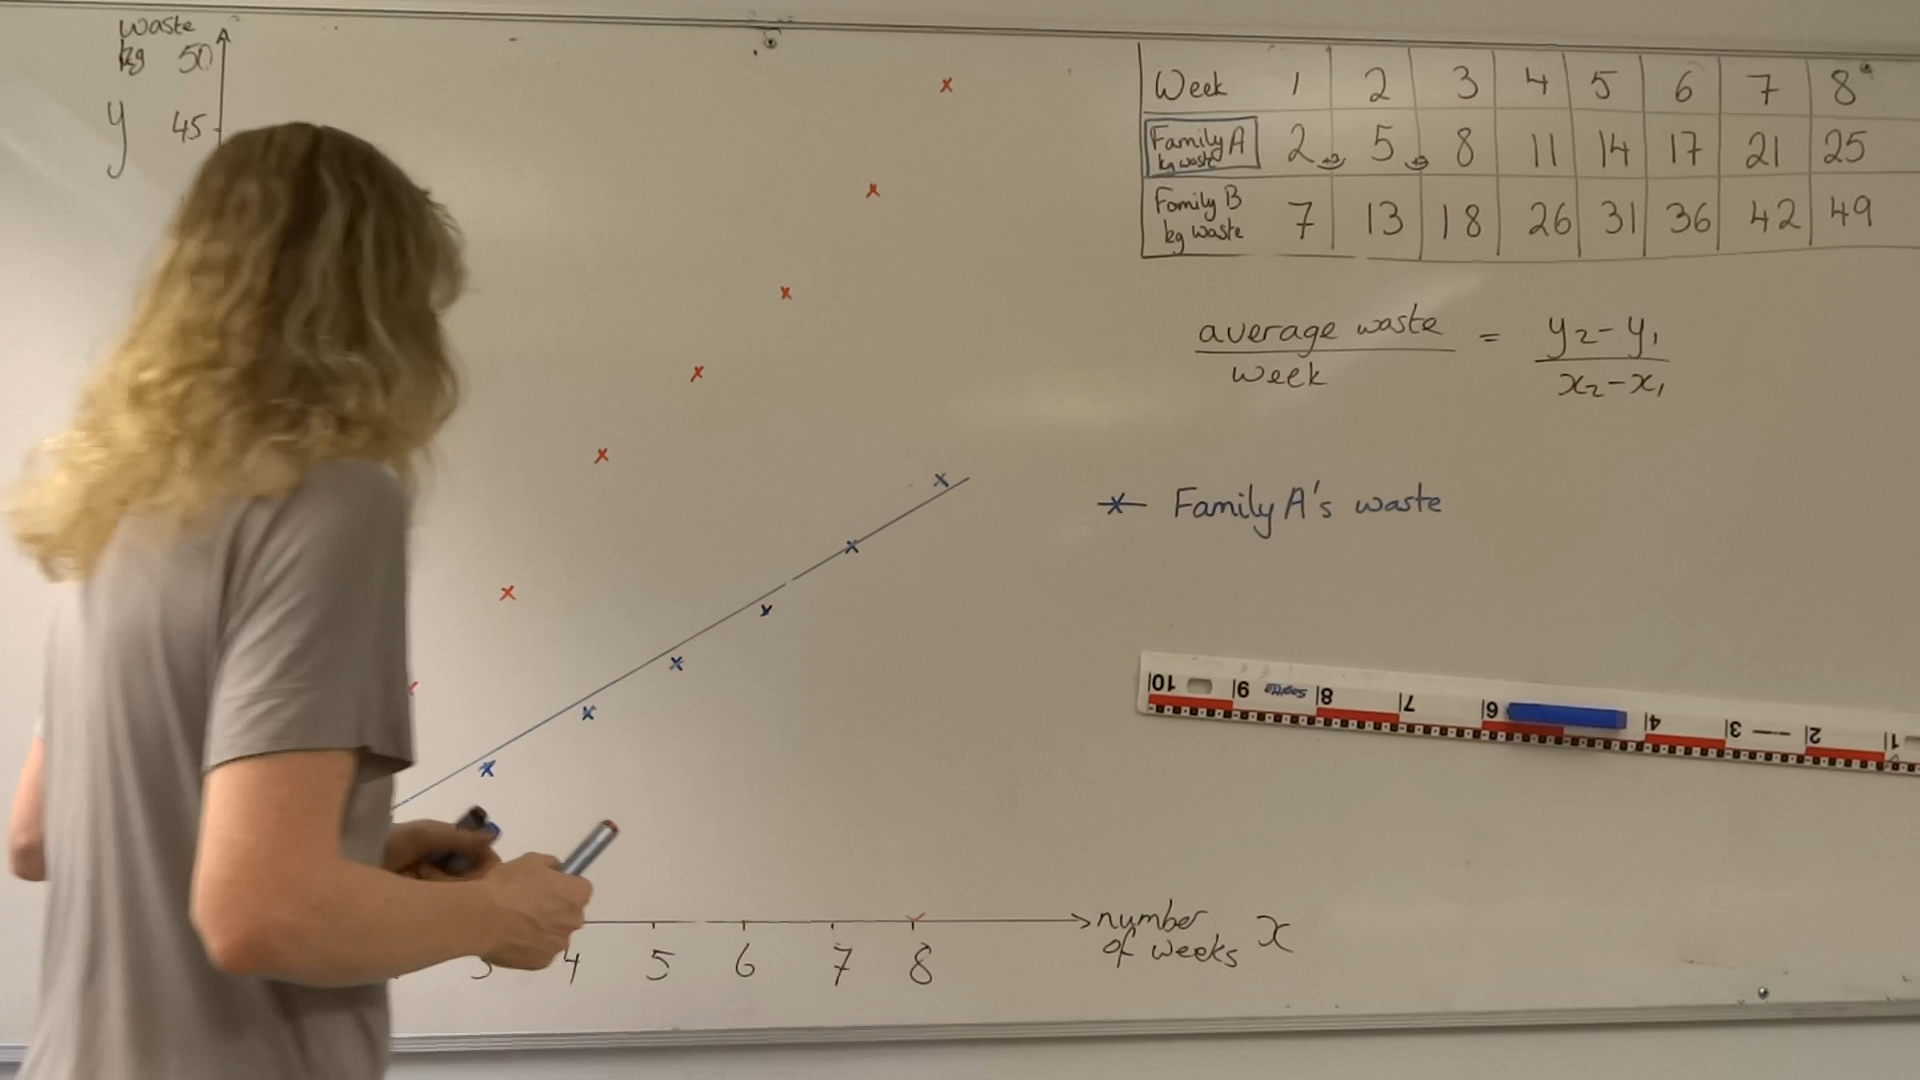 waste
kg 50
y 45
Week 1 2 3 4 5 6 7 8
Family A 2 +3 5 +3 8 11 14 17 21 25
kg waste
Family B 7 13 18 26 31 36 42 49
kg waste
average waste = y₂-y₁
week x₂-x₁
Family A's waste
10 9 8 7 6 4 3 2 1
4 5 6 7 8
number
of weeks x